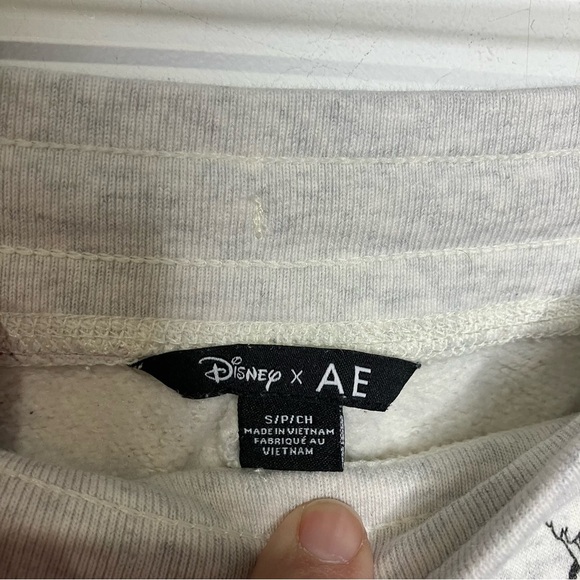 Disney x AE
S/P/CH
MADE IN VIETNAM
FABRIQUÉ AU
VIETNAM